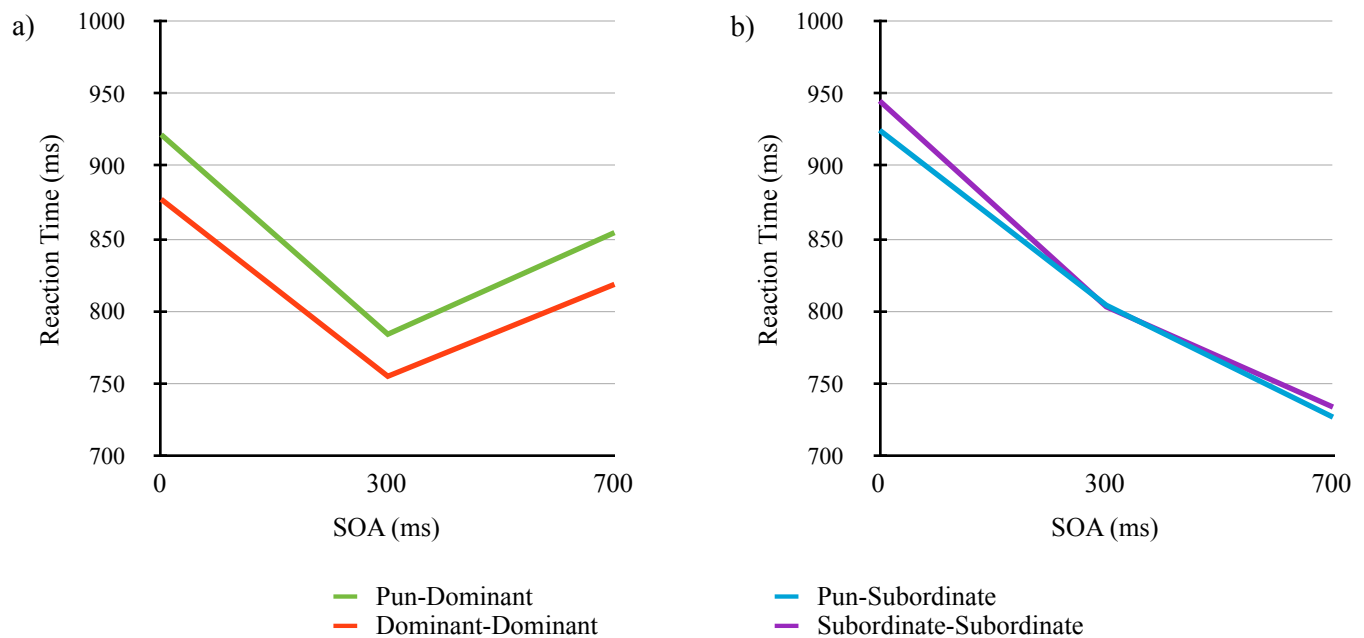 a)
1000
950
900
850
800
750
700
Reaction Time (ms)
0 300 700
SOA (ms)
b)
1000
950
900
850
800
750
700
Reaction Time (ms)
0 300 700
SOA (ms)
Pun-Dominant
Dominant-Dominant
Pun-Subordinate
Subordinate-Subordinate